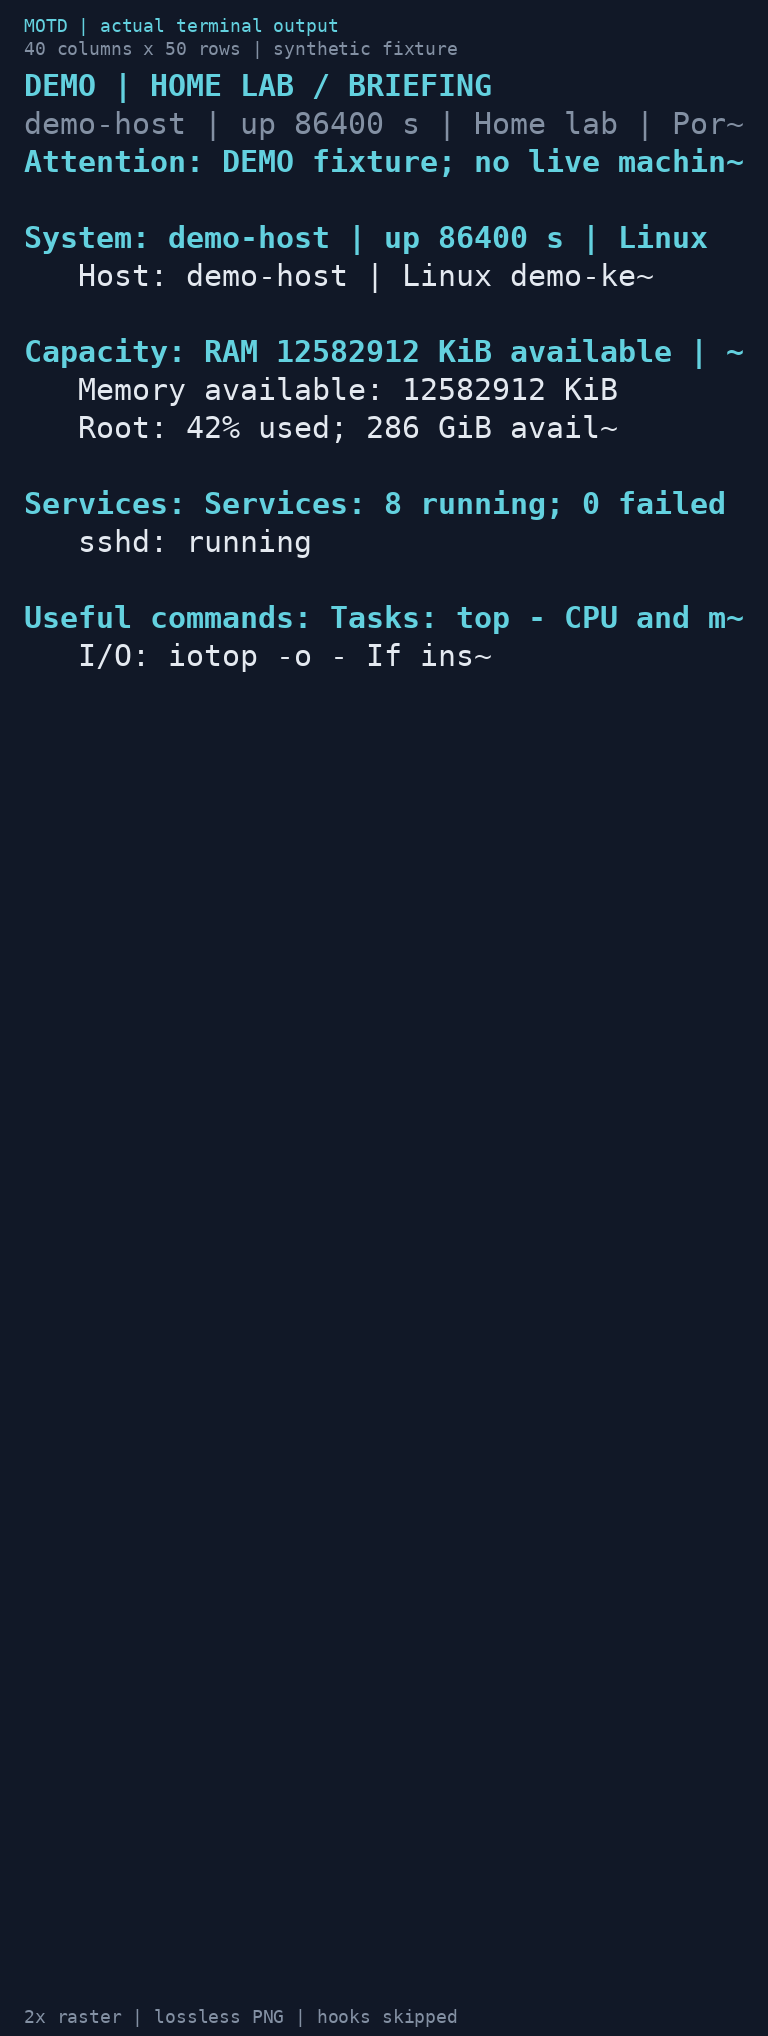 MOTD | actual terminal output
40 columns x 50 rows | synthetic fixture
DEMO | HOME LAB / BRIEFING
demo-host | up 86400 s | Home lab | Por~
Attention: DEMO fixture; no live machin~
System: demo-host | up 86400 s | Linux
Host: demo-host | Linux demo-ke~
Capacity: RAM 12582912 KiB available | ~
Memory available: 12582912 KiB
Root: 42% used; 286 GiB avail~
Services: Services: 8 running; 0 failed
sshd: running
Useful commands: Tasks: top - CPU and m~
I/O: iotop -o - If ins~
2x raster | lossless PNG | hooks skipped